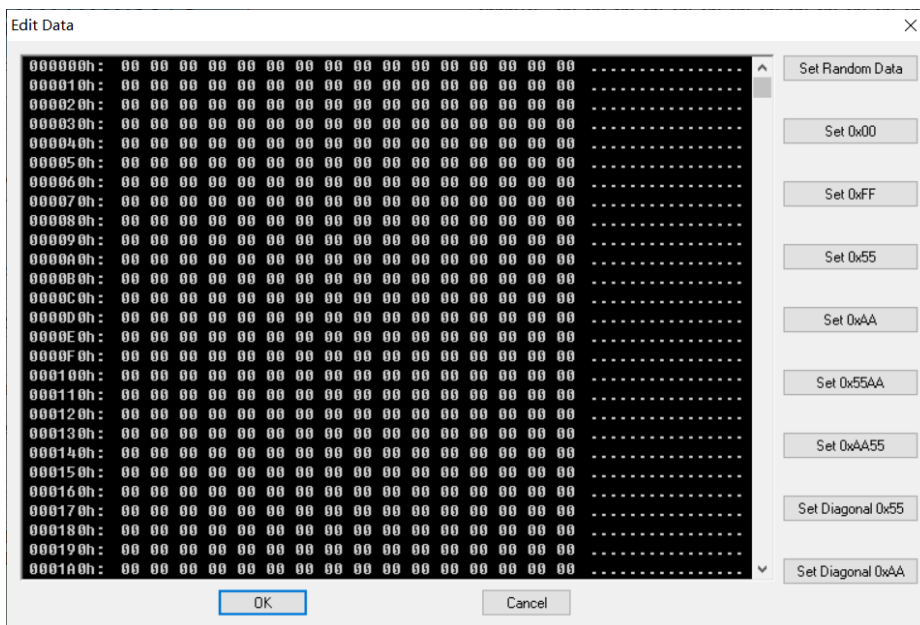 Edit Data
000000h: 00 00 00 00 00 00 00 00 00 00 00 00 00 00 00 00 ................
000010h: 00 00 00 00 00 00 00 00 00 00 00 00 00 00 00 00 ................
000020h: 00 00 00 00 00 00 00 00 00 00 00 00 00 00 00 00 ................
000030h: 00 00 00 00 00 00 00 00 00 00 00 00 00 00 00 00 ................
000040h: 00 00 00 00 00 00 00 00 00 00 00 00 00 00 00 00 ................
000050h: 00 00 00 00 00 00 00 00 00 00 00 00 00 00 00 00 ................
000060h: 00 00 00 00 00 00 00 00 00 00 00 00 00 00 00 00 ................
000070h: 00 00 00 00 00 00 00 00 00 00 00 00 00 00 00 00 ................
000080h: 00 00 00 00 00 00 00 00 00 00 00 00 00 00 00 00 ................
000090h: 00 00 00 00 00 00 00 00 00 00 00 00 00 00 00 00 ................
0000A0h: 00 00 00 00 00 00 00 00 00 00 00 00 00 00 00 00 ................
0000B0h: 00 00 00 00 00 00 00 00 00 00 00 00 00 00 00 00 ................
0000C0h: 00 00 00 00 00 00 00 00 00 00 00 00 00 00 00 00 ................
0000D0h: 00 00 00 00 00 00 00 00 00 00 00 00 00 00 00 00 ................
0000E0h: 00 00 00 00 00 00 00 00 00 00 00 00 00 00 00 00 ................
0000F0h: 00 00 00 00 00 00 00 00 00 00 00 00 00 00 00 00 ................
000100h: 00 00 00 00 00 00 00 00 00 00 00 00 00 00 00 00 ................
000110h: 00 00 00 00 00 00 00 00 00 00 00 00 00 00 00 00 ................
000120h: 00 00 00 00 00 00 00 00 00 00 00 00 00 00 00 00 ................
000130h: 00 00 00 00 00 00 00 00 00 00 00 00 00 00 00 00 ................
000140h: 00 00 00 00 00 00 00 00 00 00 00 00 00 00 00 00 ................
000150h: 00 00 00 00 00 00 00 00 00 00 00 00 00 00 00 00 ................
000160h: 00 00 00 00 00 00 00 00 00 00 00 00 00 00 00 00 ................
000170h: 00 00 00 00 00 00 00 00 00 00 00 00 00 00 00 00 ................
000180h: 00 00 00 00 00 00 00 00 00 00 00 00 00 00 00 00 ................
000190h: 00 00 00 00 00 00 00 00 00 00 00 00 00 00 00 00 ................
0001A0h: 00 00 00 00 00 00 00 00 00 00 00 00 00 00 00 00 ................
Set Random Data
Set 0x00
Set 0xFF
Set 0x55
Set 0xAA
Set 0x55AA
Set 0xAA55
Set Diagonal 0x55
Set Diagonal 0xAA
OK
Cancel